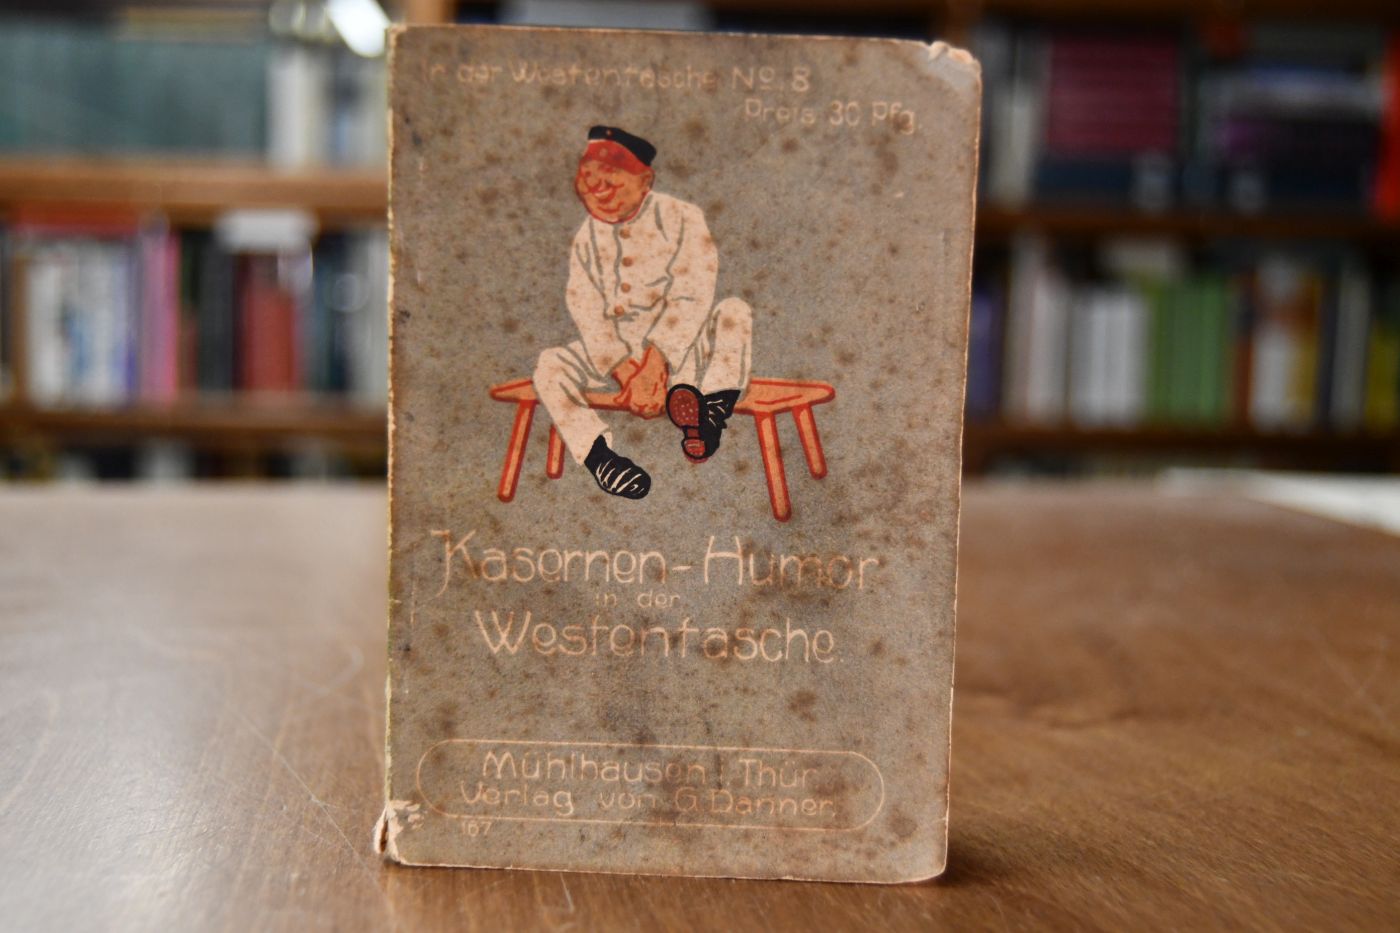 In der Westentasche No. 8
Preis 30 Pfg.
Kasernen-Humor
in der
Westentasche.
Mühlhausen i. Thür.
Verlag von G. Danner.
167